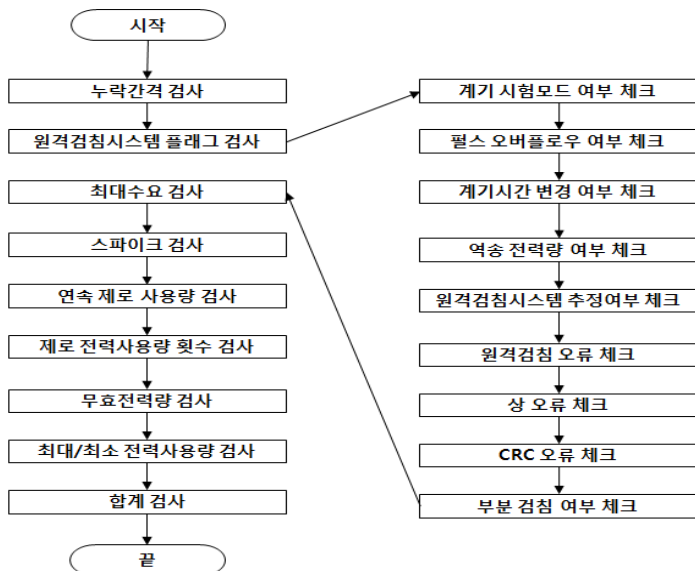 시작
누락간격 검사
원격검침시스템 플래그 검사
계기 시험모드 여부 체크
펄스 오버플로우 여부 체크
계기시간 변경 여부 체크
역송 전력량 여부 체크
원격검침시스템 추정여부 체크
원격검침 오류 체크
상 오류 체크
CRC 오류 체크
부분 검침 여부 체크
최대수요 검사
스파이크 검사
연속 제로 사용량 검사
제로 전력사용량 횟수 검사
무효전력량 검사
최대/최소 전력사용량 검사
합계 검사
끝